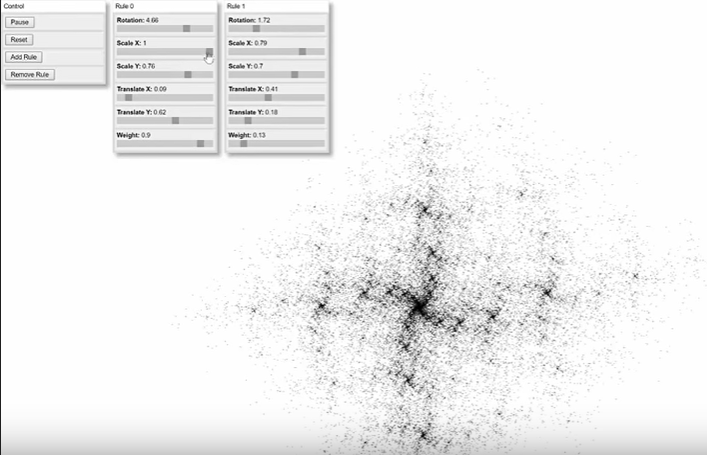 Control
Pause
Reset
Add Rule
Remove Rule
Rule 0
Rotation: 4.66
Scale X: 1
Scale Y: 0.76
Translate X: 0.09
Translate Y: 0.62
Weight: 0.9
Rule 1
Rotation: 1.72
Scale X: 0.79
Scale Y: 0.7
Translate X: 0.41
Translate Y: 0.18
Weight: 0.13